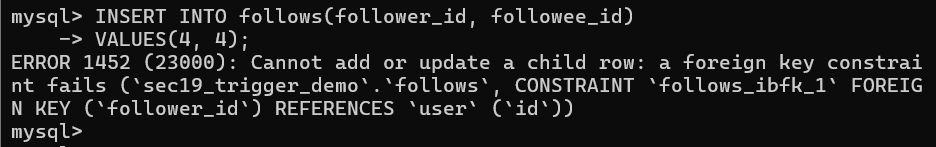 mysql> INSERT INTO follows(follower_id, followee_id)
    -> VALUES(4, 4);
ERROR 1452 (23000): Cannot add or update a child row: a foreign key constrai
nt fails (`sec19_trigger_demo`.`follows`, CONSTRAINT `follows_ibfk_1` FOREIG
N KEY (`follower_id`) REFERENCES `user` (`id`))
mysql>